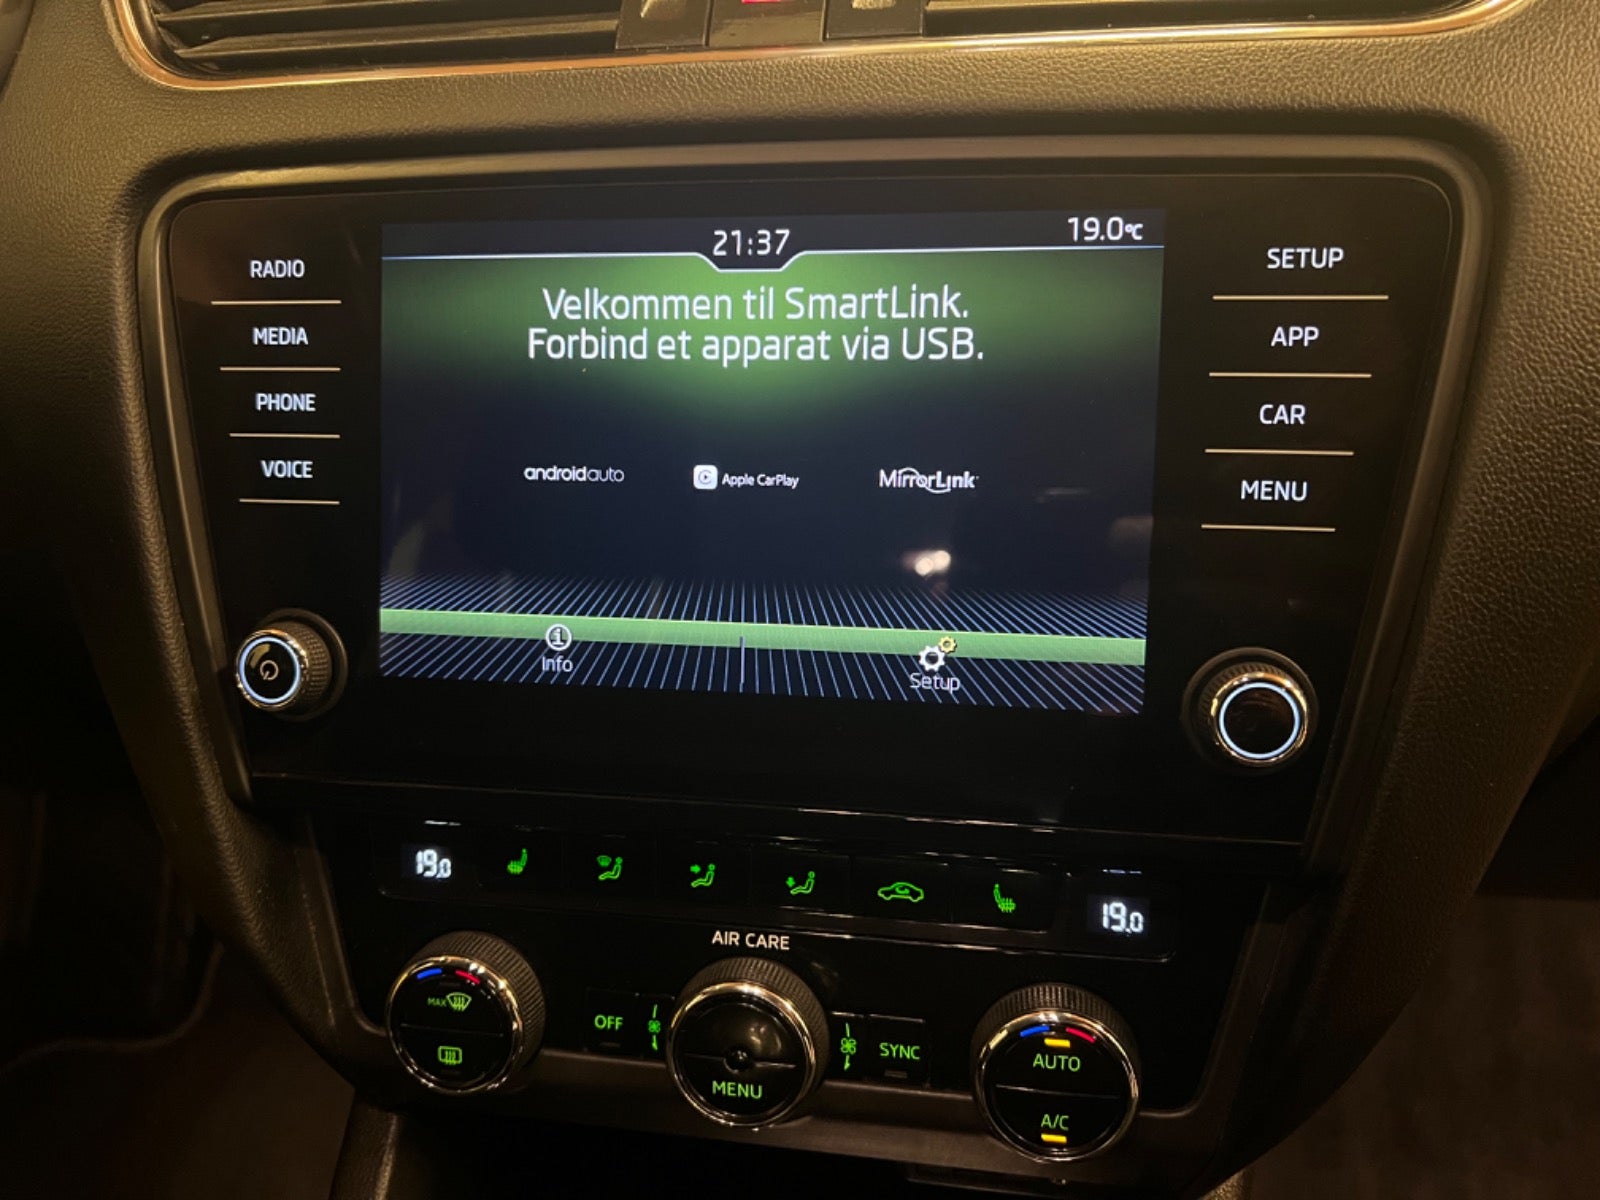 21:37
19.0°C
RADIO
MEDIA
PHONE
VOICE
Velkommen til SmartLink.
Forbind et apparat via USB.
androidauto
Apple CarPlay
MirrorLink
Info
Setup
SETUP
APP
CAR
MENU
19.0
19.0
AIR CARE
MAX
OFF
MENU
SYNC
AUTO
A/C